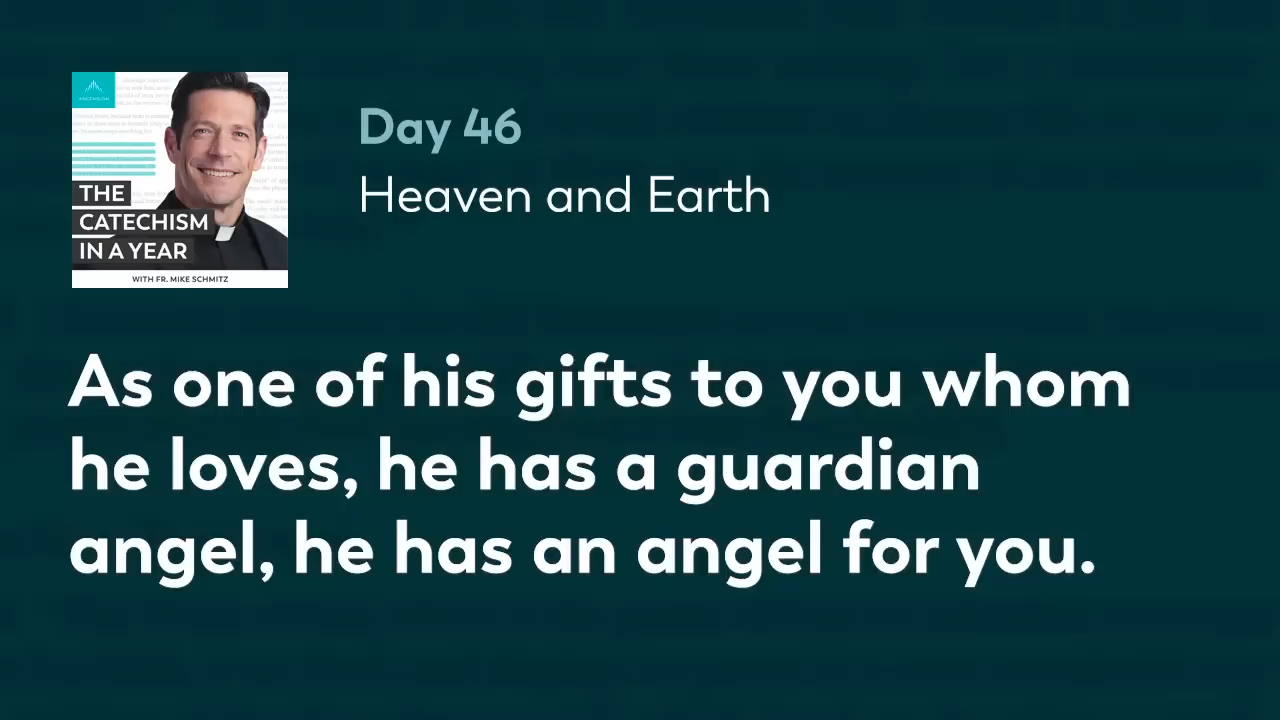 ASCENSION
THE
CATECHISM
IN A YEAR
WITH FR. MIKE SCHMITZ
Day 46
Heaven and Earth
As one of his gifts to you whom
he loves, he has a guardian
angel, he has an angel for you.